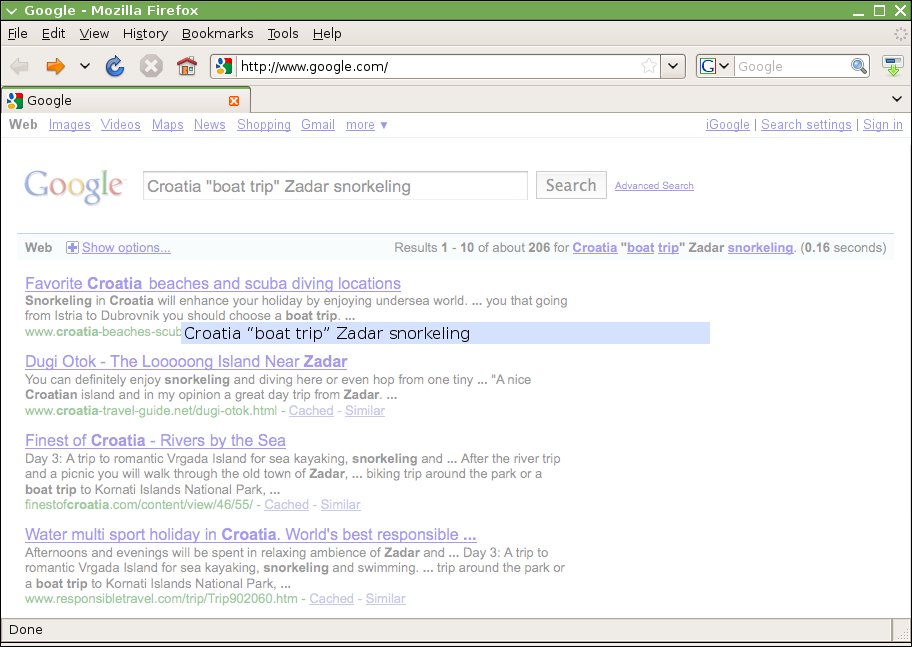 Google - Mozilla Firefox
File Edit View History Bookmarks Tools Help
http://www.google.com/ G Google
Google
Web Images Videos Maps News Shopping Gmail more ▼ iGoogle | Search settings | Sign in
Google Croatia "boat trip" Zadar snorkeling Search Advanced Search
Web Show options... Results 1 - 10 of about 206 for Croatia "boat trip" Zadar snorkeling. (0.16 seconds)
Favorite Croatia beaches and scuba diving locations
Snorkeling in Croatia will enhance your holiday by enjoying undersea world. ... you that going
from Istria to Dubrovnik you should choose a boat trip. ...
www.croatia-beaches-scub
Croatia “boat trip” Zadar snorkeling
Dugi Otok - The Looooong Island Near Zadar
You can definitely enjoy snorkeling and diving here or even hop from one tiny ... "A nice
Croatian island and in my opinion a great day trip from Zadar. ...
www.croatia-travel-guide.net/dugi-otok.html - Cached - Similar
Finest of Croatia - Rivers by the Sea
Day 3: A trip to romantic Vrgada Island for sea kayaking, snorkeling and ... After the river trip
and a picnic you will walk through the old town of Zadar, ... biking trip around the park or a
boat trip to Kornati Islands National Park, ...
finestofcroatia.com/content/view/46/55/ - Cached - Similar
Water multi sport holiday in Croatia. World's best responsible ...
Afternoons and evenings will be spent in relaxing ambience of Zadar and ... Day 3: A trip to
romantic Vrgada Island for sea kayaking, snorkeling and swimming. ... trip around the park or
a boat trip to Kornati Islands National Park, ...
www.responsibletravel.com/trip/Trip902060.htm - Cached - Similar
Done